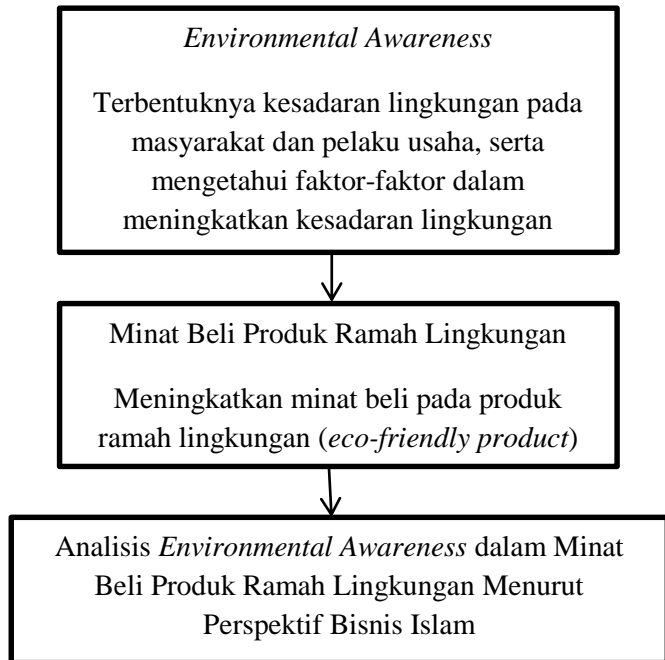 Environmental Awareness
Terbentuknya kesadaran lingkungan pada
masyarakat dan pelaku usaha, serta
mengetahui faktor-faktor dalam
meningkatkan kesadaran lingkungan
Minat Beli Produk Ramah Lingkungan
Meningkatkan minat beli pada produk
ramah lingkungan (eco-friendly product)
Analisis Environmental Awareness dalam Minat
Beli Produk Ramah Lingkungan Menurut
Perspektif Bisnis Islam